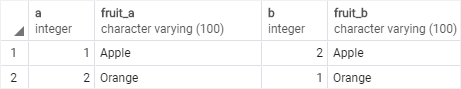 a fruit_a b fruit_b
integer character varying (100) integer character varying (100)
1 1 Apple 2 Apple
2 2 Orange 1 Orange